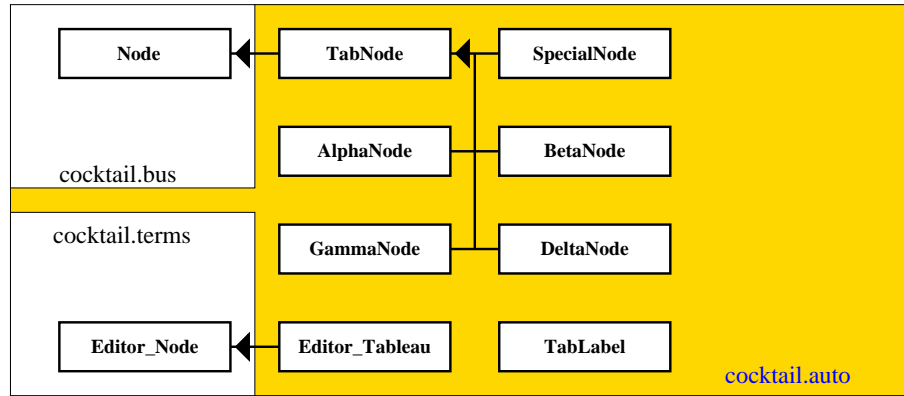 Node
TabNode
SpecialNode
AlphaNode
BetaNode
cocktail.bus
cocktail.terms
GammaNode
DeltaNode
Editor_Node
Editor_Tableau
TabLabel
cocktail.auto